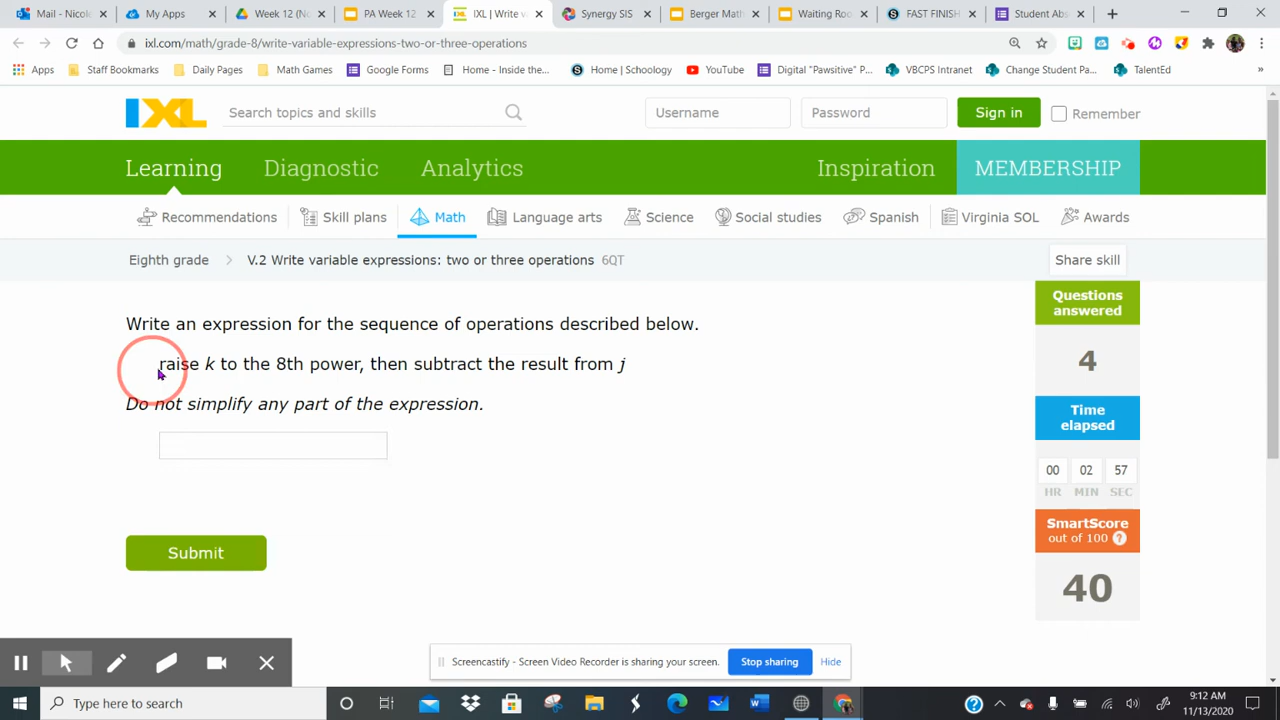 Mail - Nicole
My Apps
Week 12 P
PA Week 12
IXL | Write v
Synergy SIS
Berger Math
Waiting Roo
FAST FINISH
Student Abs
ixl.com/math/grade-8/write-variable-expressions-two-or-three-operations
Apps
Staff Bookmarks
Daily Pages
Math Games
Google Forms
Home - Inside the...
Home | Schoology
YouTube
Digital "Pawsitive" P...
VBCPS Intranet
Change Student Pa...
TalentEd
»
IXL
Search topics and skills
Username
Password
Sign in
Remember
Learning
Diagnostic
Analytics
Inspiration
MEMBERSHIP
Recommendations
Skill plans
Math
Language arts
Science
Social studies
Spanish
Virginia SOL
Awards
Eighth grade
V.2 Write variable expressions: two or three operations 6QT
Share skill
Write an expression for the sequence of operations described below.
raise k to the 8th power, then subtract the result from j
Do not simplify any part of the expression.
Submit
Questions
answered
4
Time
elapsed
00 02 57
HR MIN SEC
SmartScore
out of 100 ?
40
Screencastify - Screen Video Recorder is sharing your screen.
Stop sharing
Hide
Type here to search
9:12 AM
11/13/2020